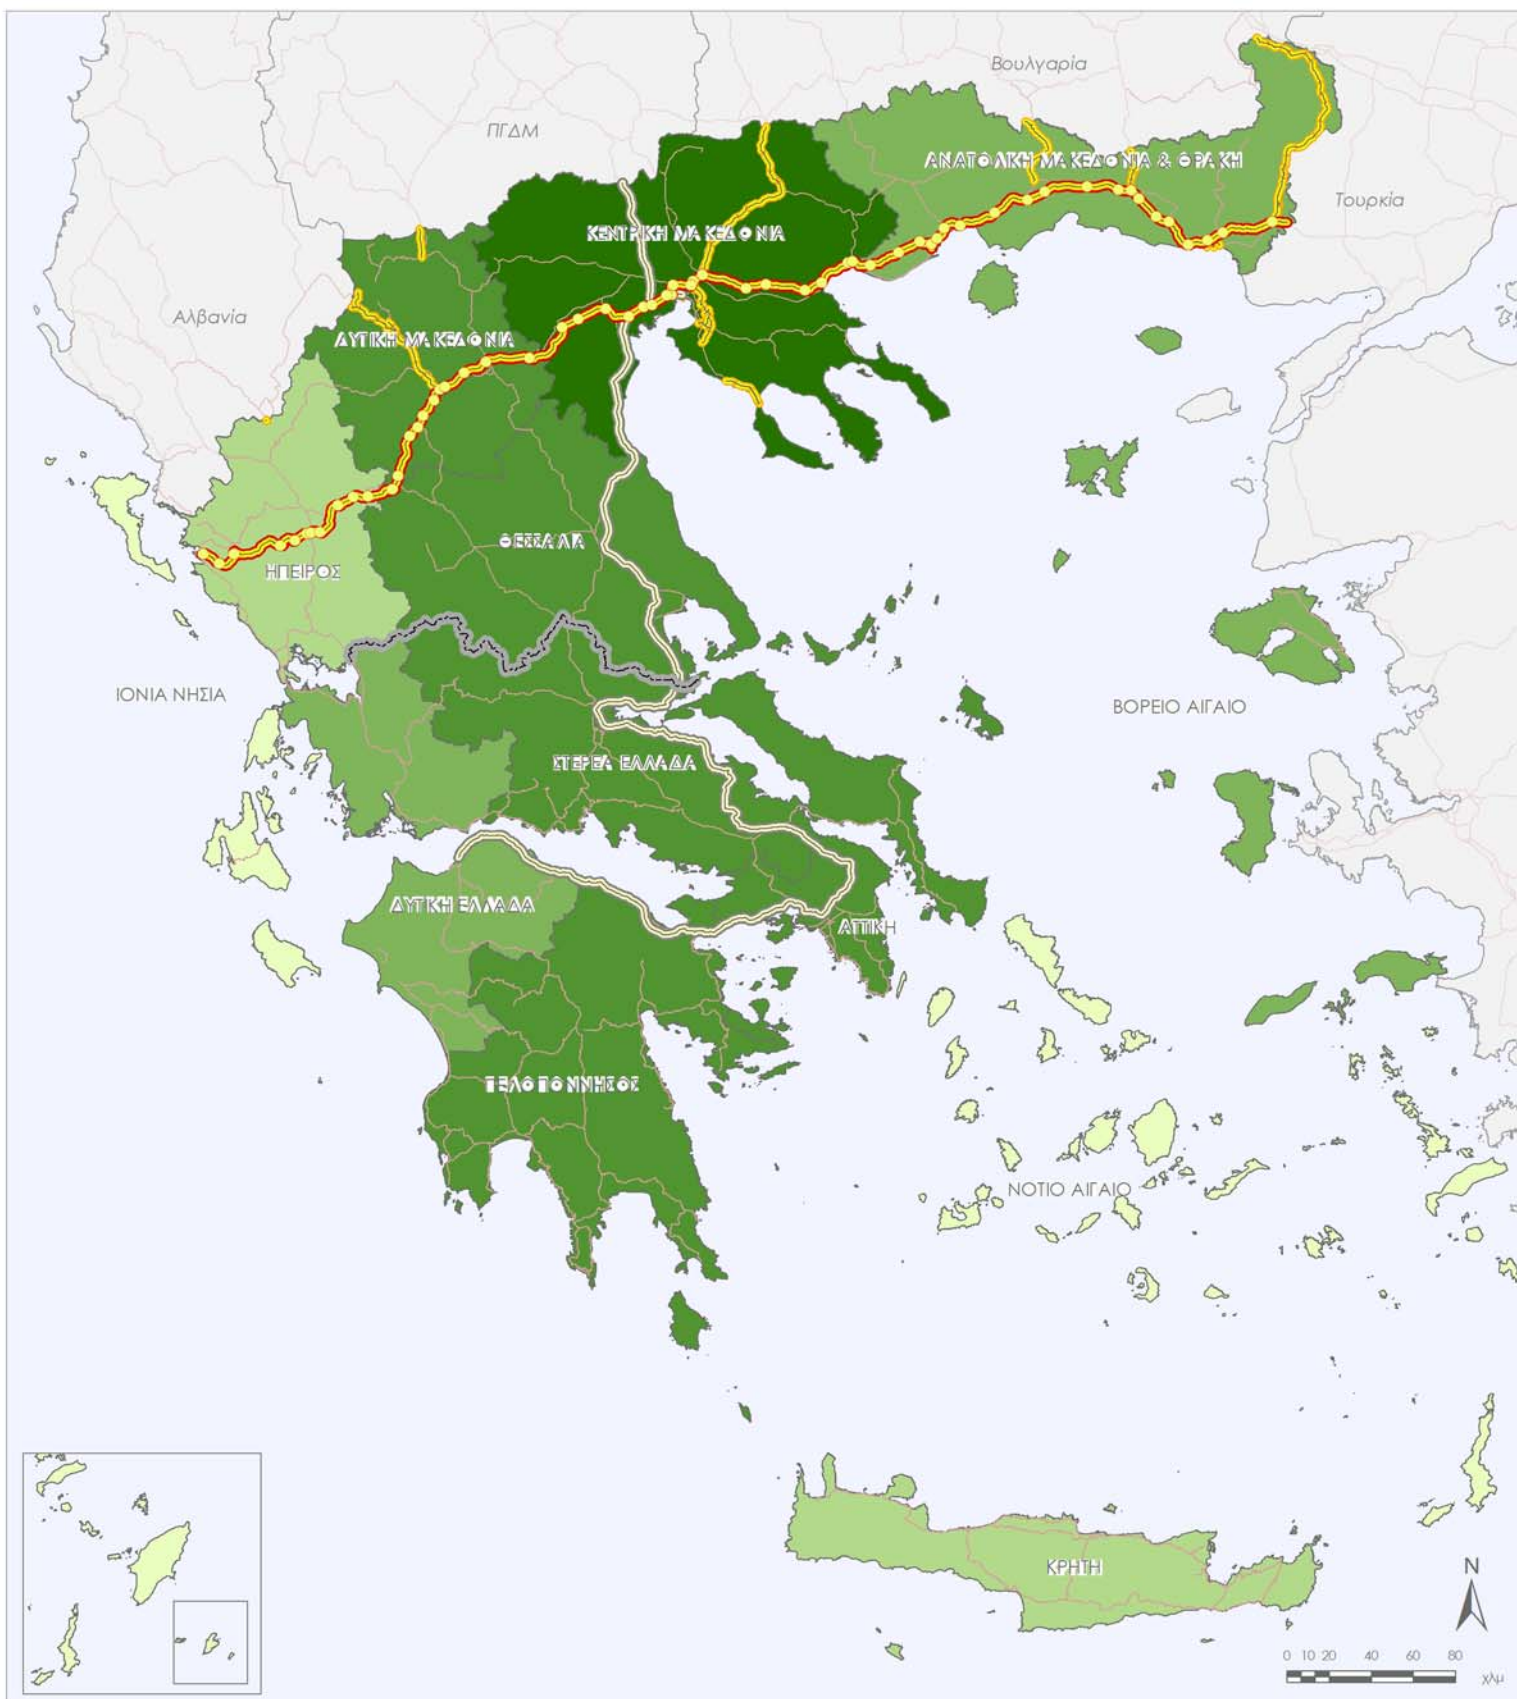 Βουλγαρία
ΠΓΔΜ
ΑΝΑΤΟΛΙΚΗ ΜΑΚΕΔΟΝΙΑ & ΘΡΑΚΗ
Τουρκία
ΚΕΝΤΡΙΚΗ ΜΑΚΕΔΟΝΙΑ
Αλβανία
ΔΥΤΙΚΗ ΜΑΚΕΔΟΝΙΑ
ΘΕΣΣΑΛΙΑ
ΗΠΕΙΡΟΣ
ΙΟΝΙΑ ΝΗΣΙΑ
ΒΟΡΕΙΟ ΑΙΓΑΙΟ
ΣΤΕΡΕΑ ΕΛΛΑΔΑ
ΔΥΤΙΚΗ ΕΛΛΑΔΑ
ΑΤΤΙΚΗ
ΠΕΛΟΠΟΝΝΗΣΟΣ
ΝΟΤΙΟ ΑΙΓΑΙΟ
ΚΡΗΤΗ
N
0 10 20 40 60 80
χλμ